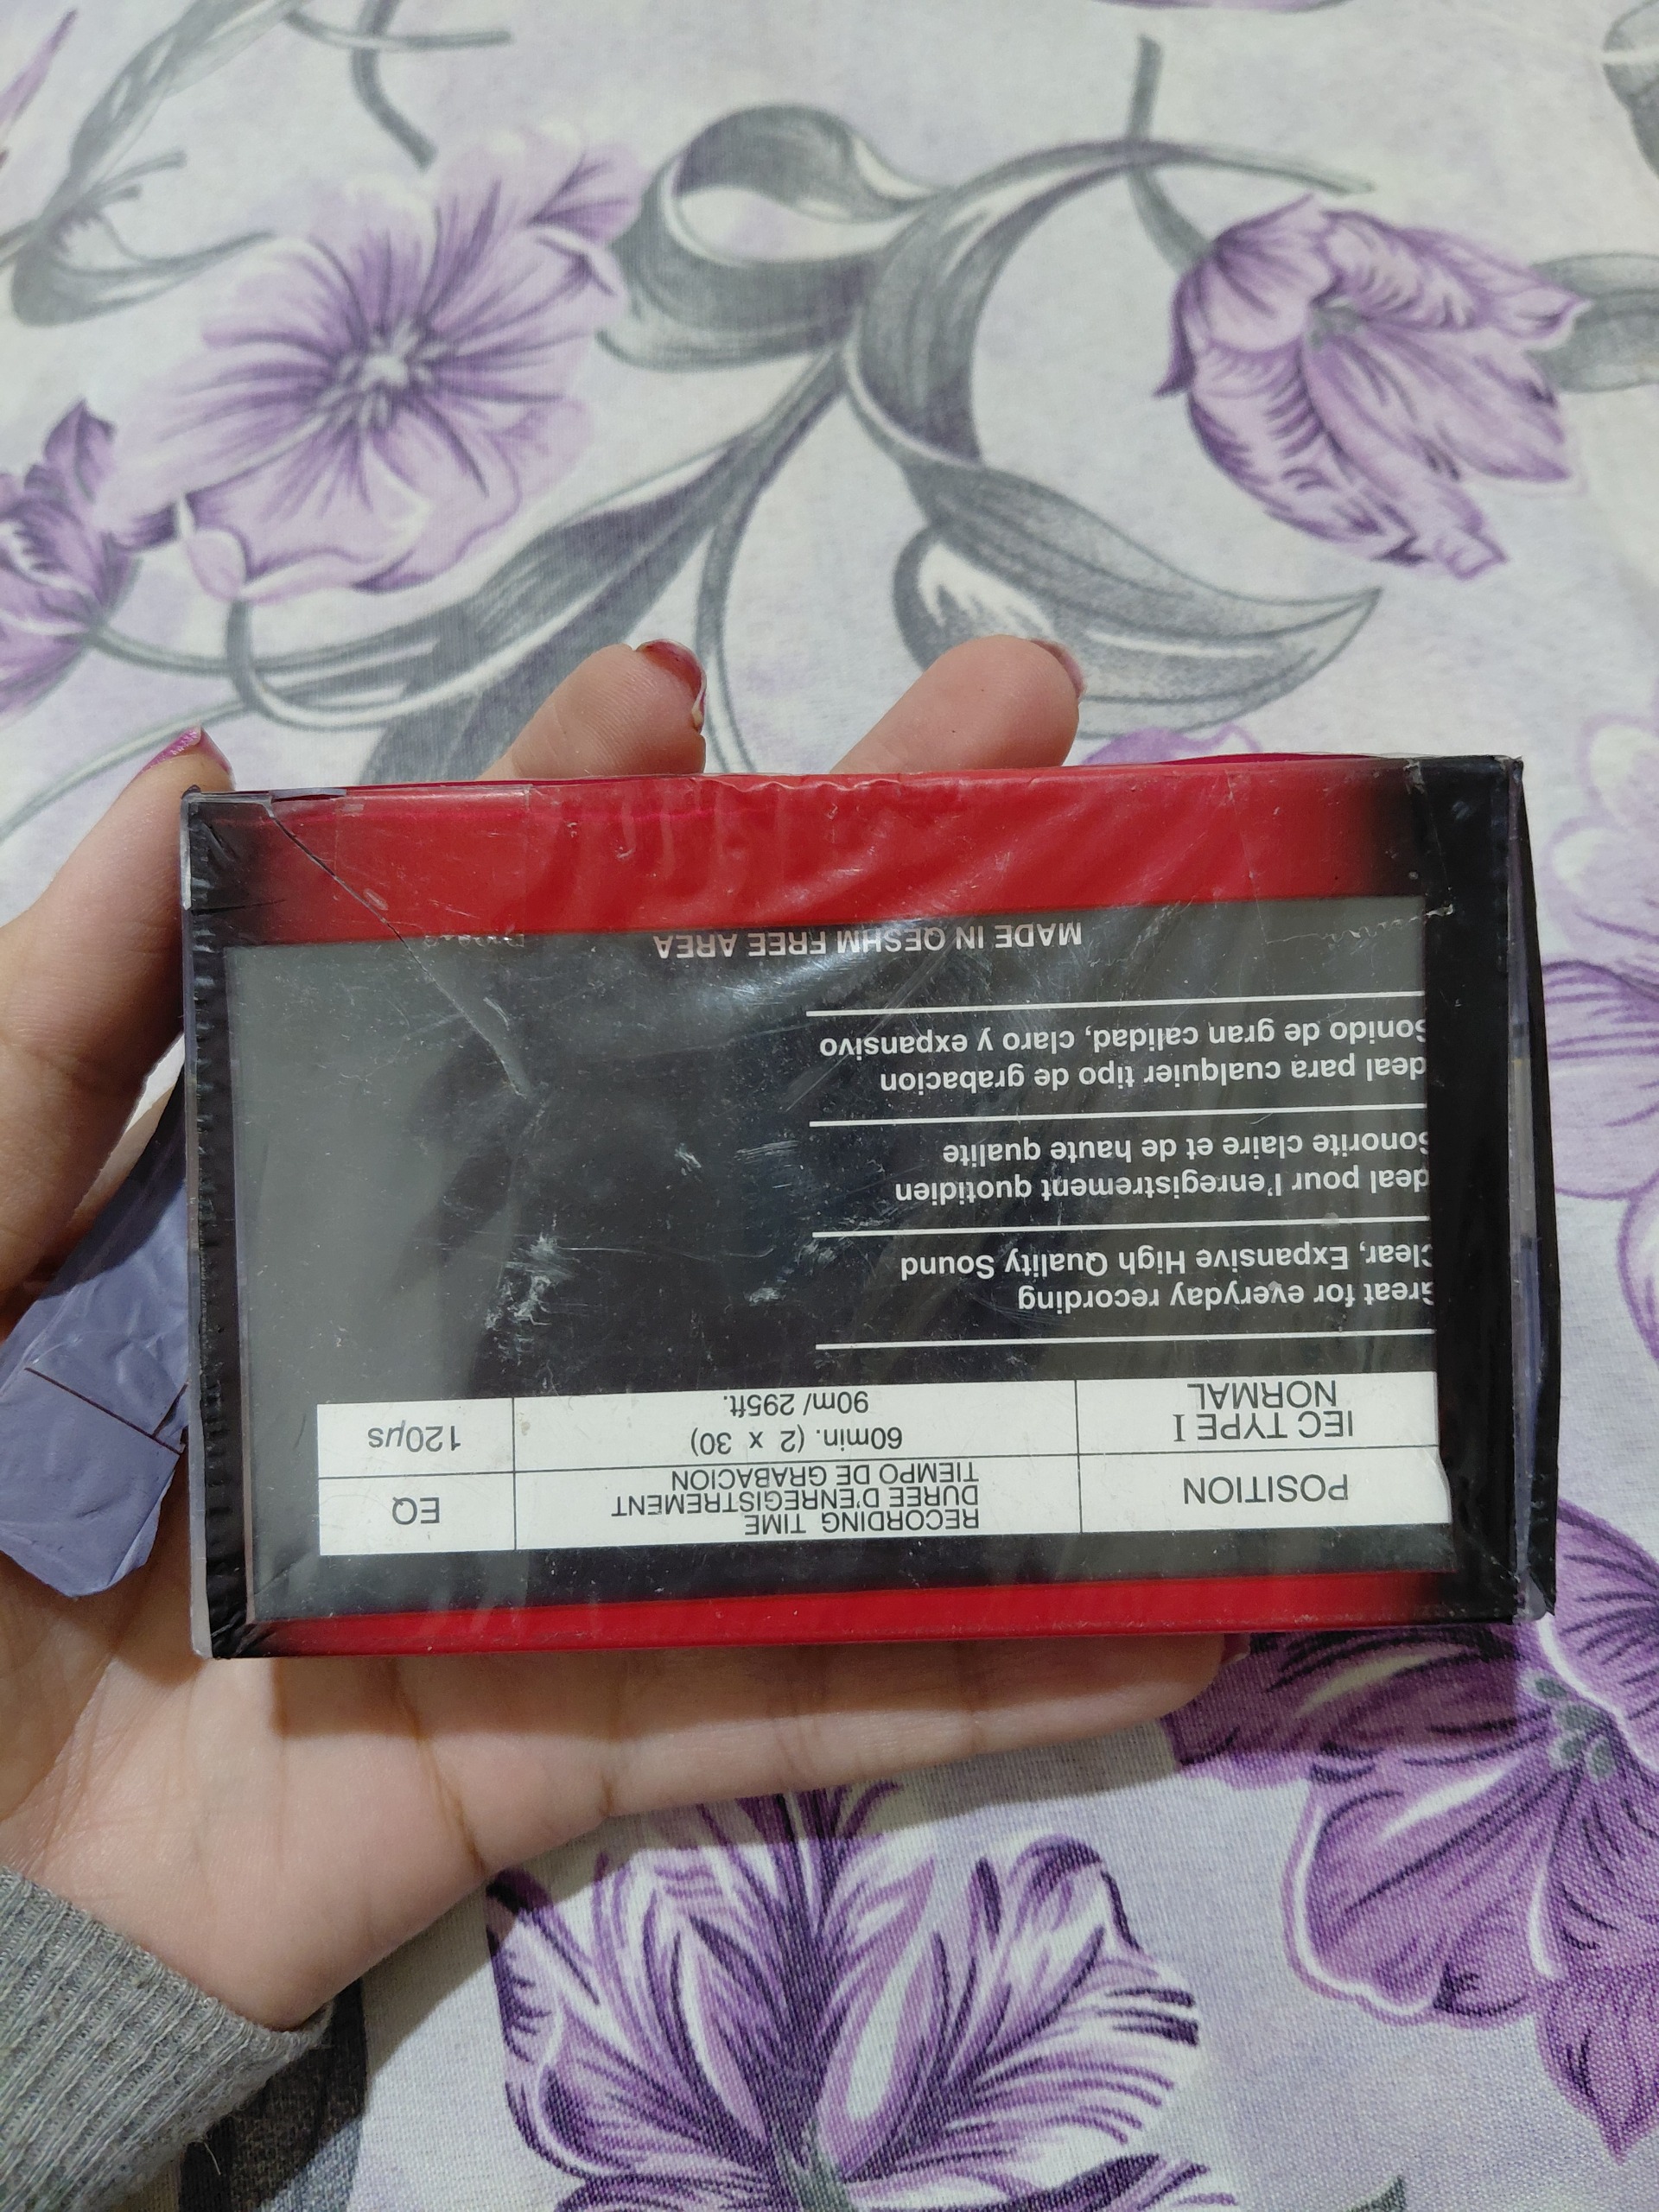 POSITION
RECORDING TIME
DUREE D'ENREGISTREMENT
TIEMPO DE GRABACION
EQ
IEC TYPE I
NORMAL
60min. (2 x 30)
90m/ 295ft.
120µs
Great for everyday recording
Clear, Expansive High Quality Sound
deal pour l'enregistrement quotidien
Sonorite claire et de haute qualite
deal para cualquier tipo de grabacion
Sonido de gran calidad, claro y expansivo
MADE IN QESHM FREE AREA